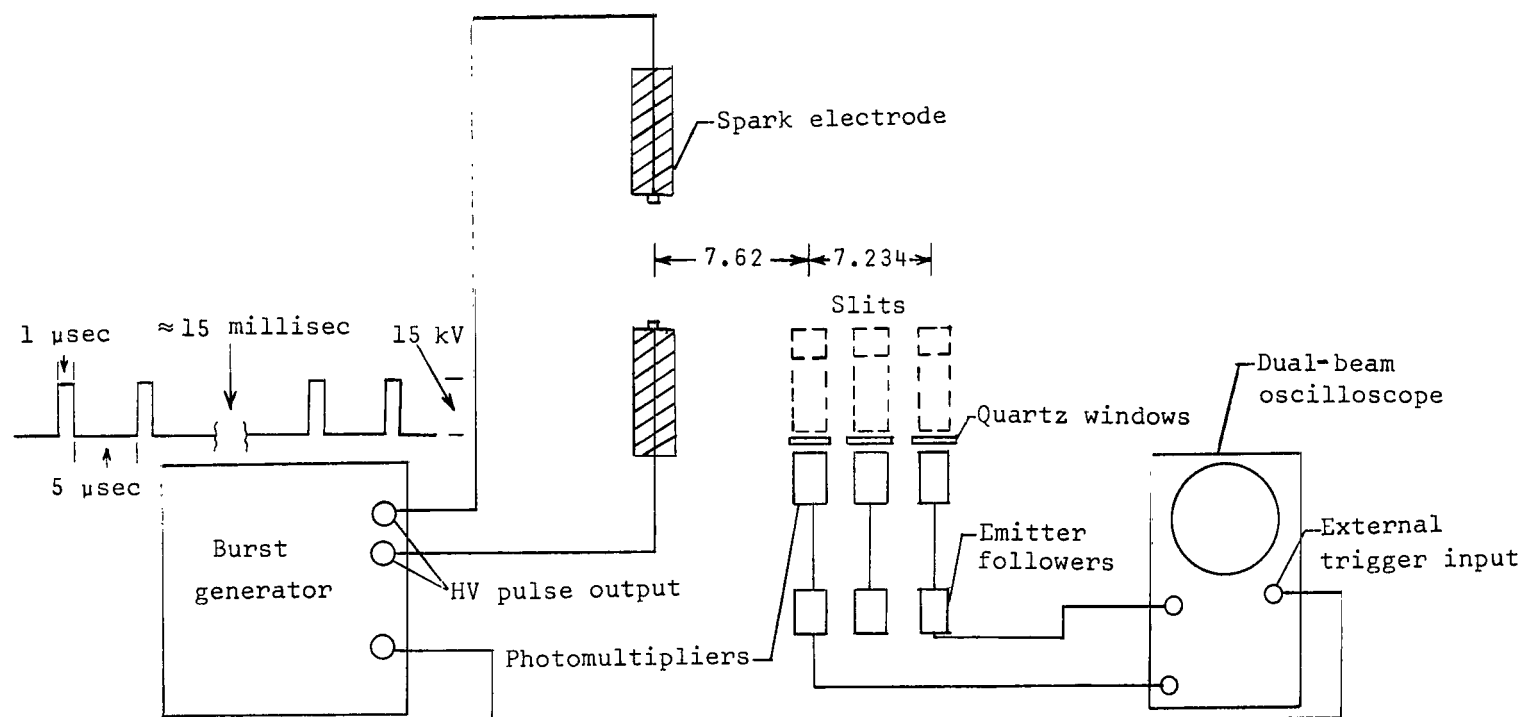 Spark electrode
7.62
7.234
Slits
1 μsec
≈15 millisec
15 kV
Dual-beam
oscilloscope
Quartz windows
5 μsec
Burst
generator
HV pulse output
Emitter
followers
External
trigger input
Photomultipliers